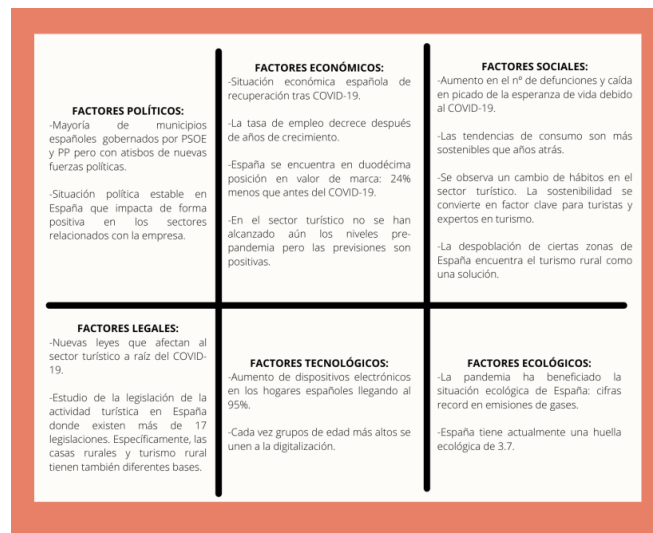 FACTORES POLÍTICOS:
-Mayoría de municipios
españoles gobernados por PSOE
y PP pero con atisbos de nuevas
fuerzas políticas.
-Situación política estable en
España que impacta de forma
positiva en los sectores
relacionados con la empresa.
FACTORES ECONÓMICOS:
-Situación económica española de
recuperación tras COVID-19.
-La tasa de empleo decrece después
de años de crecimiento.
-España se encuentra en duodécima
posición en valor de marca: 24%
menos que antes del COVID-19.
-En el sector turístico no se han
alcanzado aún los niveles pre-
pandemia pero las previsiones son
positivas.
FACTORES SOCIALES:
-Aumento en el nº de defunciones y caída
en picado de la esperanza de vida debido
al COVID-19.
-Las tendencias de consumo son más
sostenibles que años atrás.
-Se observa un cambio de hábitos en el
sector turístico. La sostenibilidad se
convierte en factor clave para turistas y
expertos en turismo.
-La despoblación de ciertas zonas de
España encuentra el turismo rural como
una solución.
FACTORES LEGALES:
-Nuevas leyes que afectan al
sector turístico a raíz del COVID-
19.
-Estudio de la legislación de la
actividad turística en España
donde existen más de 17
legislaciones. Específicamente, las
casas rurales y turismo rural
tienen también diferentes bases.
FACTORES TECNOLÓGICOS:
-Aumento de dispositivos electrónicos
en los hogares españoles llegando al
95%.
-Cada vez grupos de edad más altos se
unen a la digitalización.
FACTORES ECOLÓGICOS:
-La pandemia ha beneficiado la
situación ecológica de España: cifras
record en emisiones de gases.
-España tiene actualmente una huella
ecológica de 3.7.